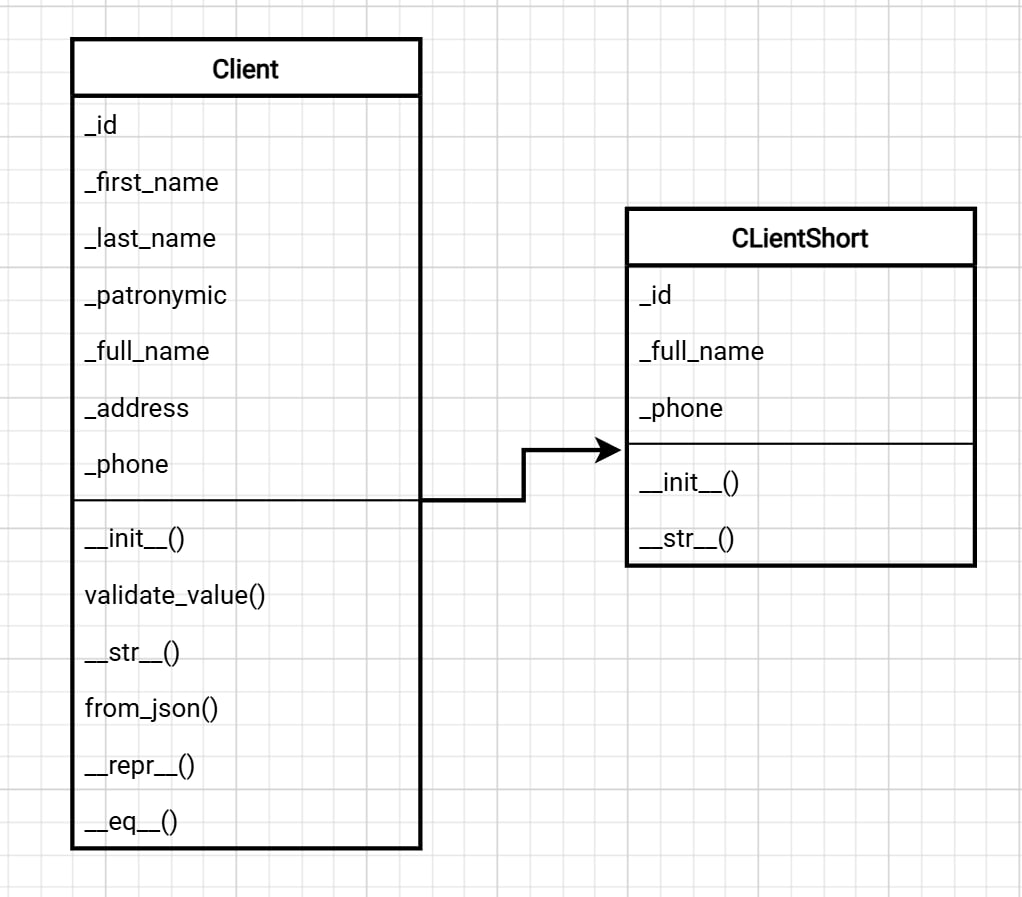 Client
_id
_first_name
_last_name
_patronymic
_full_name
_address
_phone
__init__()
validate_value()
__str__()
from_json()
__repr__()
__eq__()
CLientShort
_id
_full_name
_phone
__init__()
__str__()